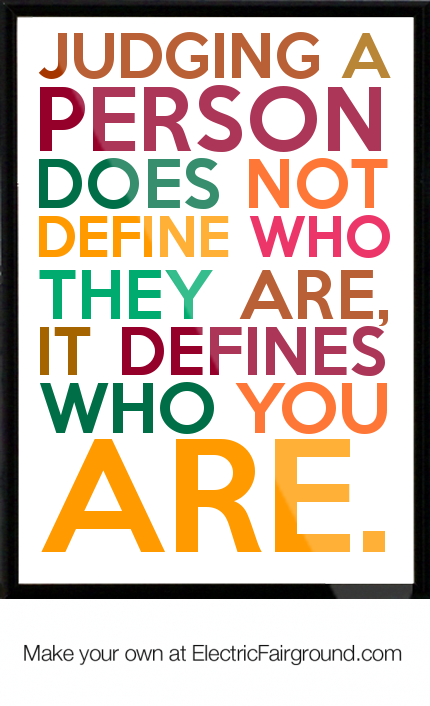 JUDGING A
PERSON
DOES NOT
DEFINE WHO
THEY ARE,
IT DEFINES
WHO YOU
ARE.
Make your own at ElectricFairground.com